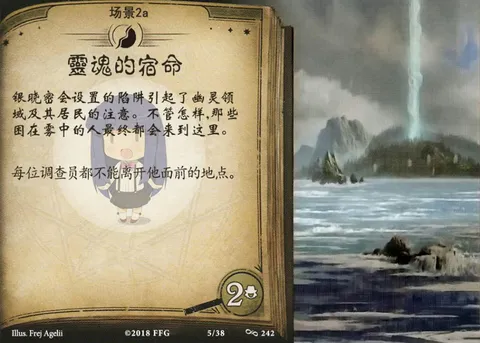 场景2a
靈魂的宿命
银晓密会设置的陷阱引起了幽灵领
域及其居民的注意。不管怎样,那些
困在雾中的人最终都会来到这里。
每位调查员都不能离开他面前的地点。
2
Illus. Frej Agelii ©2018 FFG 5/38 242